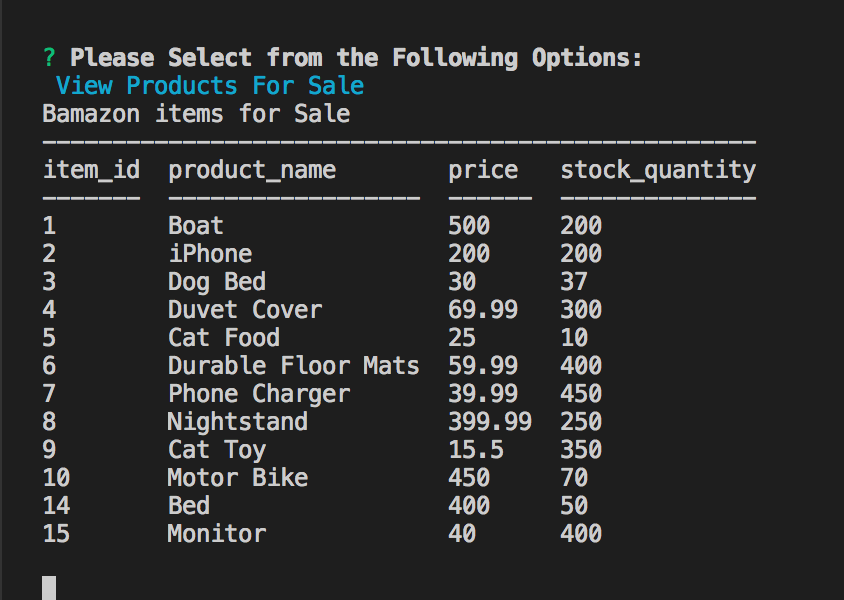 ? Please Select from the Following Options:
View Products For Sale
Bamazon items for Sale
---------------------------------------------------
item_id  product_name        price   stock_quantity
-------  ------------------  ------  --------------
1        Boat                500     200
2        iPhone              200     200
3        Dog Bed             30      37
4        Duvet Cover         69.99   300
5        Cat Food            25      10
6        Durable Floor Mats  59.99   400
7        Phone Charger       39.99   450
8        Nightstand          399.99  250
9        Cat Toy             15.5    350
10       Motor Bike          450     70
14       Bed                 400     50
15       Monitor             40      400